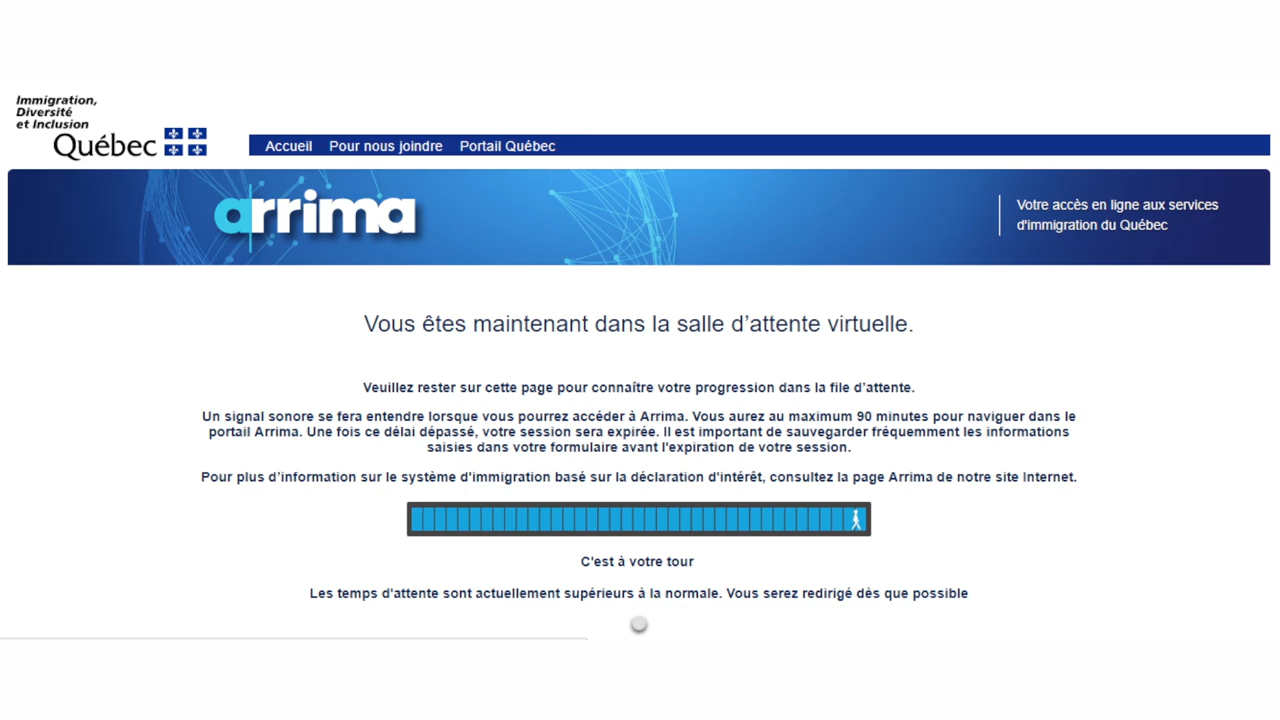 Immigration,
Diversité
et Inclusion
Québec
Accueil Pour nous joindre Portail Québec
arrima
Votre accès en ligne aux services
d'immigration du Québec
Vous êtes maintenant dans la salle d’attente virtuelle.
Veuillez rester sur cette page pour connaître votre progression dans la file d’attente.
Un signal sonore se fera entendre lorsque vous pourrez accéder à Arrima. Vous aurez au maximum 90 minutes pour naviguer dans le
portail Arrima. Une fois ce délai dépassé, votre session sera expirée. Il est important de sauvegarder fréquemment les informations
saisies dans votre formulaire avant l'expiration de votre session.
Pour plus d’information sur le système d'immigration basé sur la déclaration d'intérêt, consultez la page Arrima de notre site Internet.
C'est à votre tour
Les temps d'attente sont actuellement supérieurs à la normale. Vous serez redirigé dès que possible